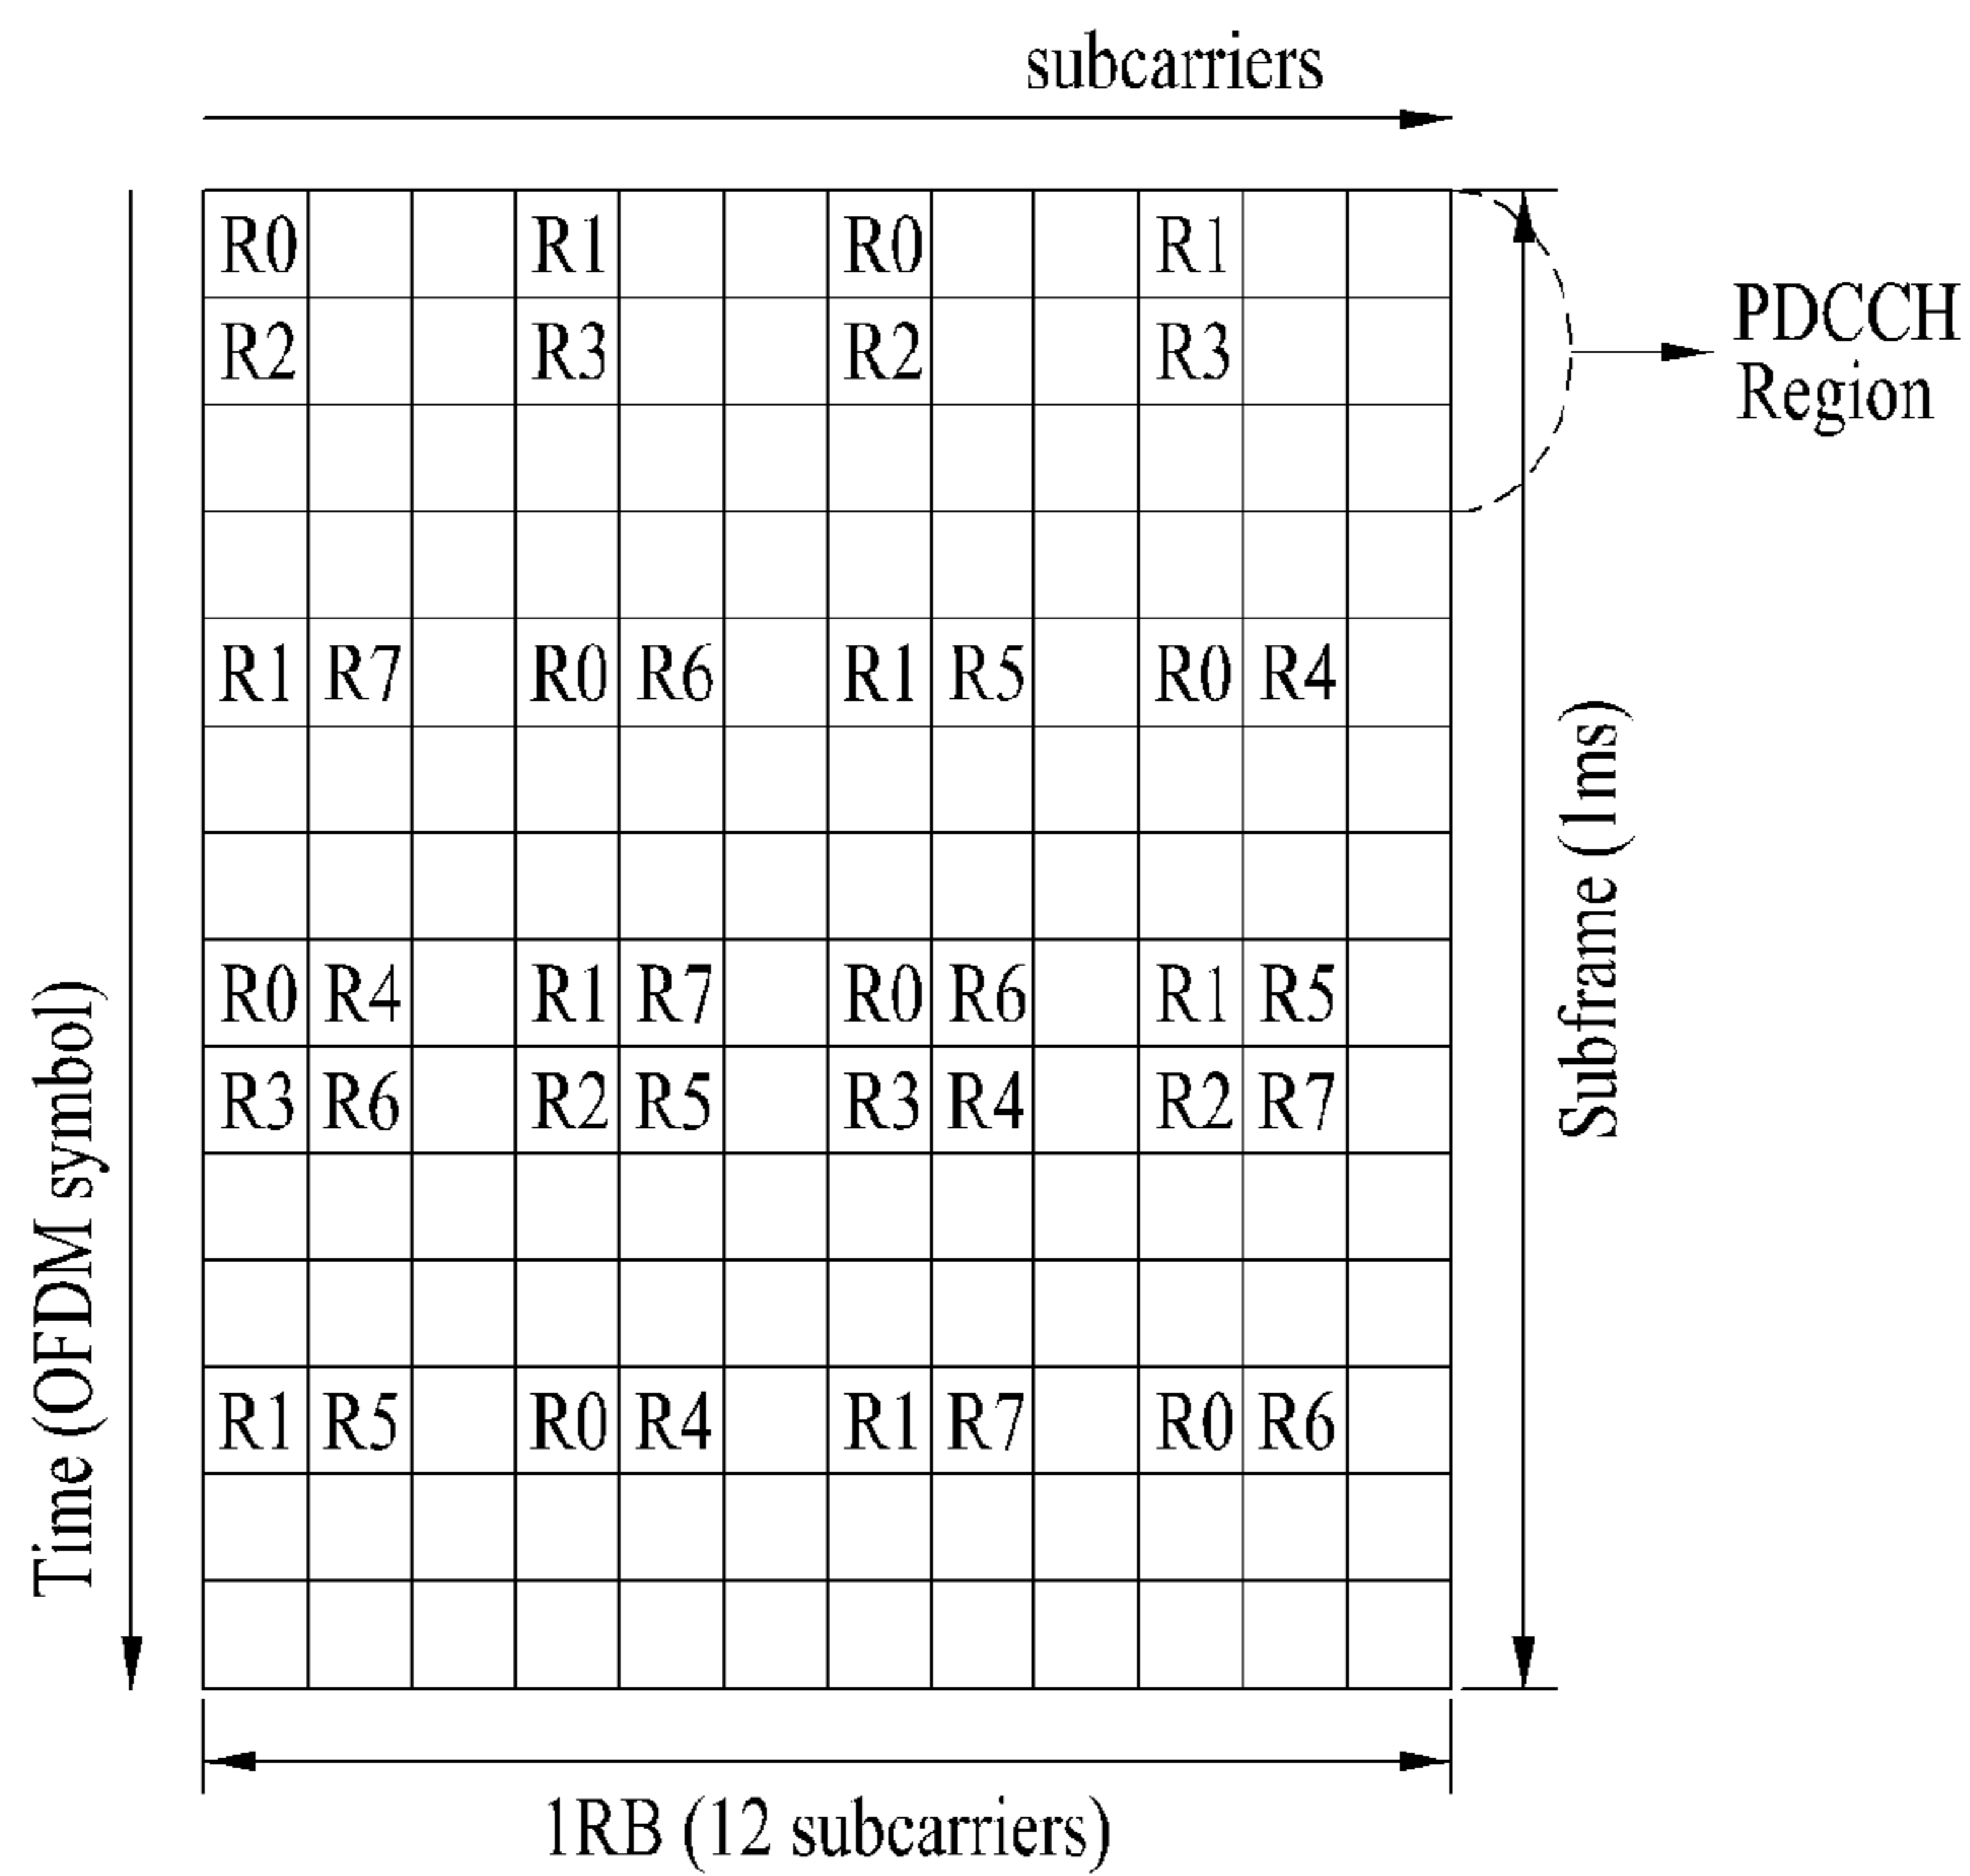 subcarriers
R0 R1 R0 R1
R2 R3 R2 R3
PDCCH
Region
R1 R7 R0 R6 R1 R5 R0 R4
R0 R4 R1 R7 R0 R6 R1 R5
R3 R6 R2 R5 R3 R4 R2 R7
R1 R5 R0 R4 R1 R7 R0 R6
Time (OFDM symbol)
Subframe (1ms)
1RB (12 subcarriers)